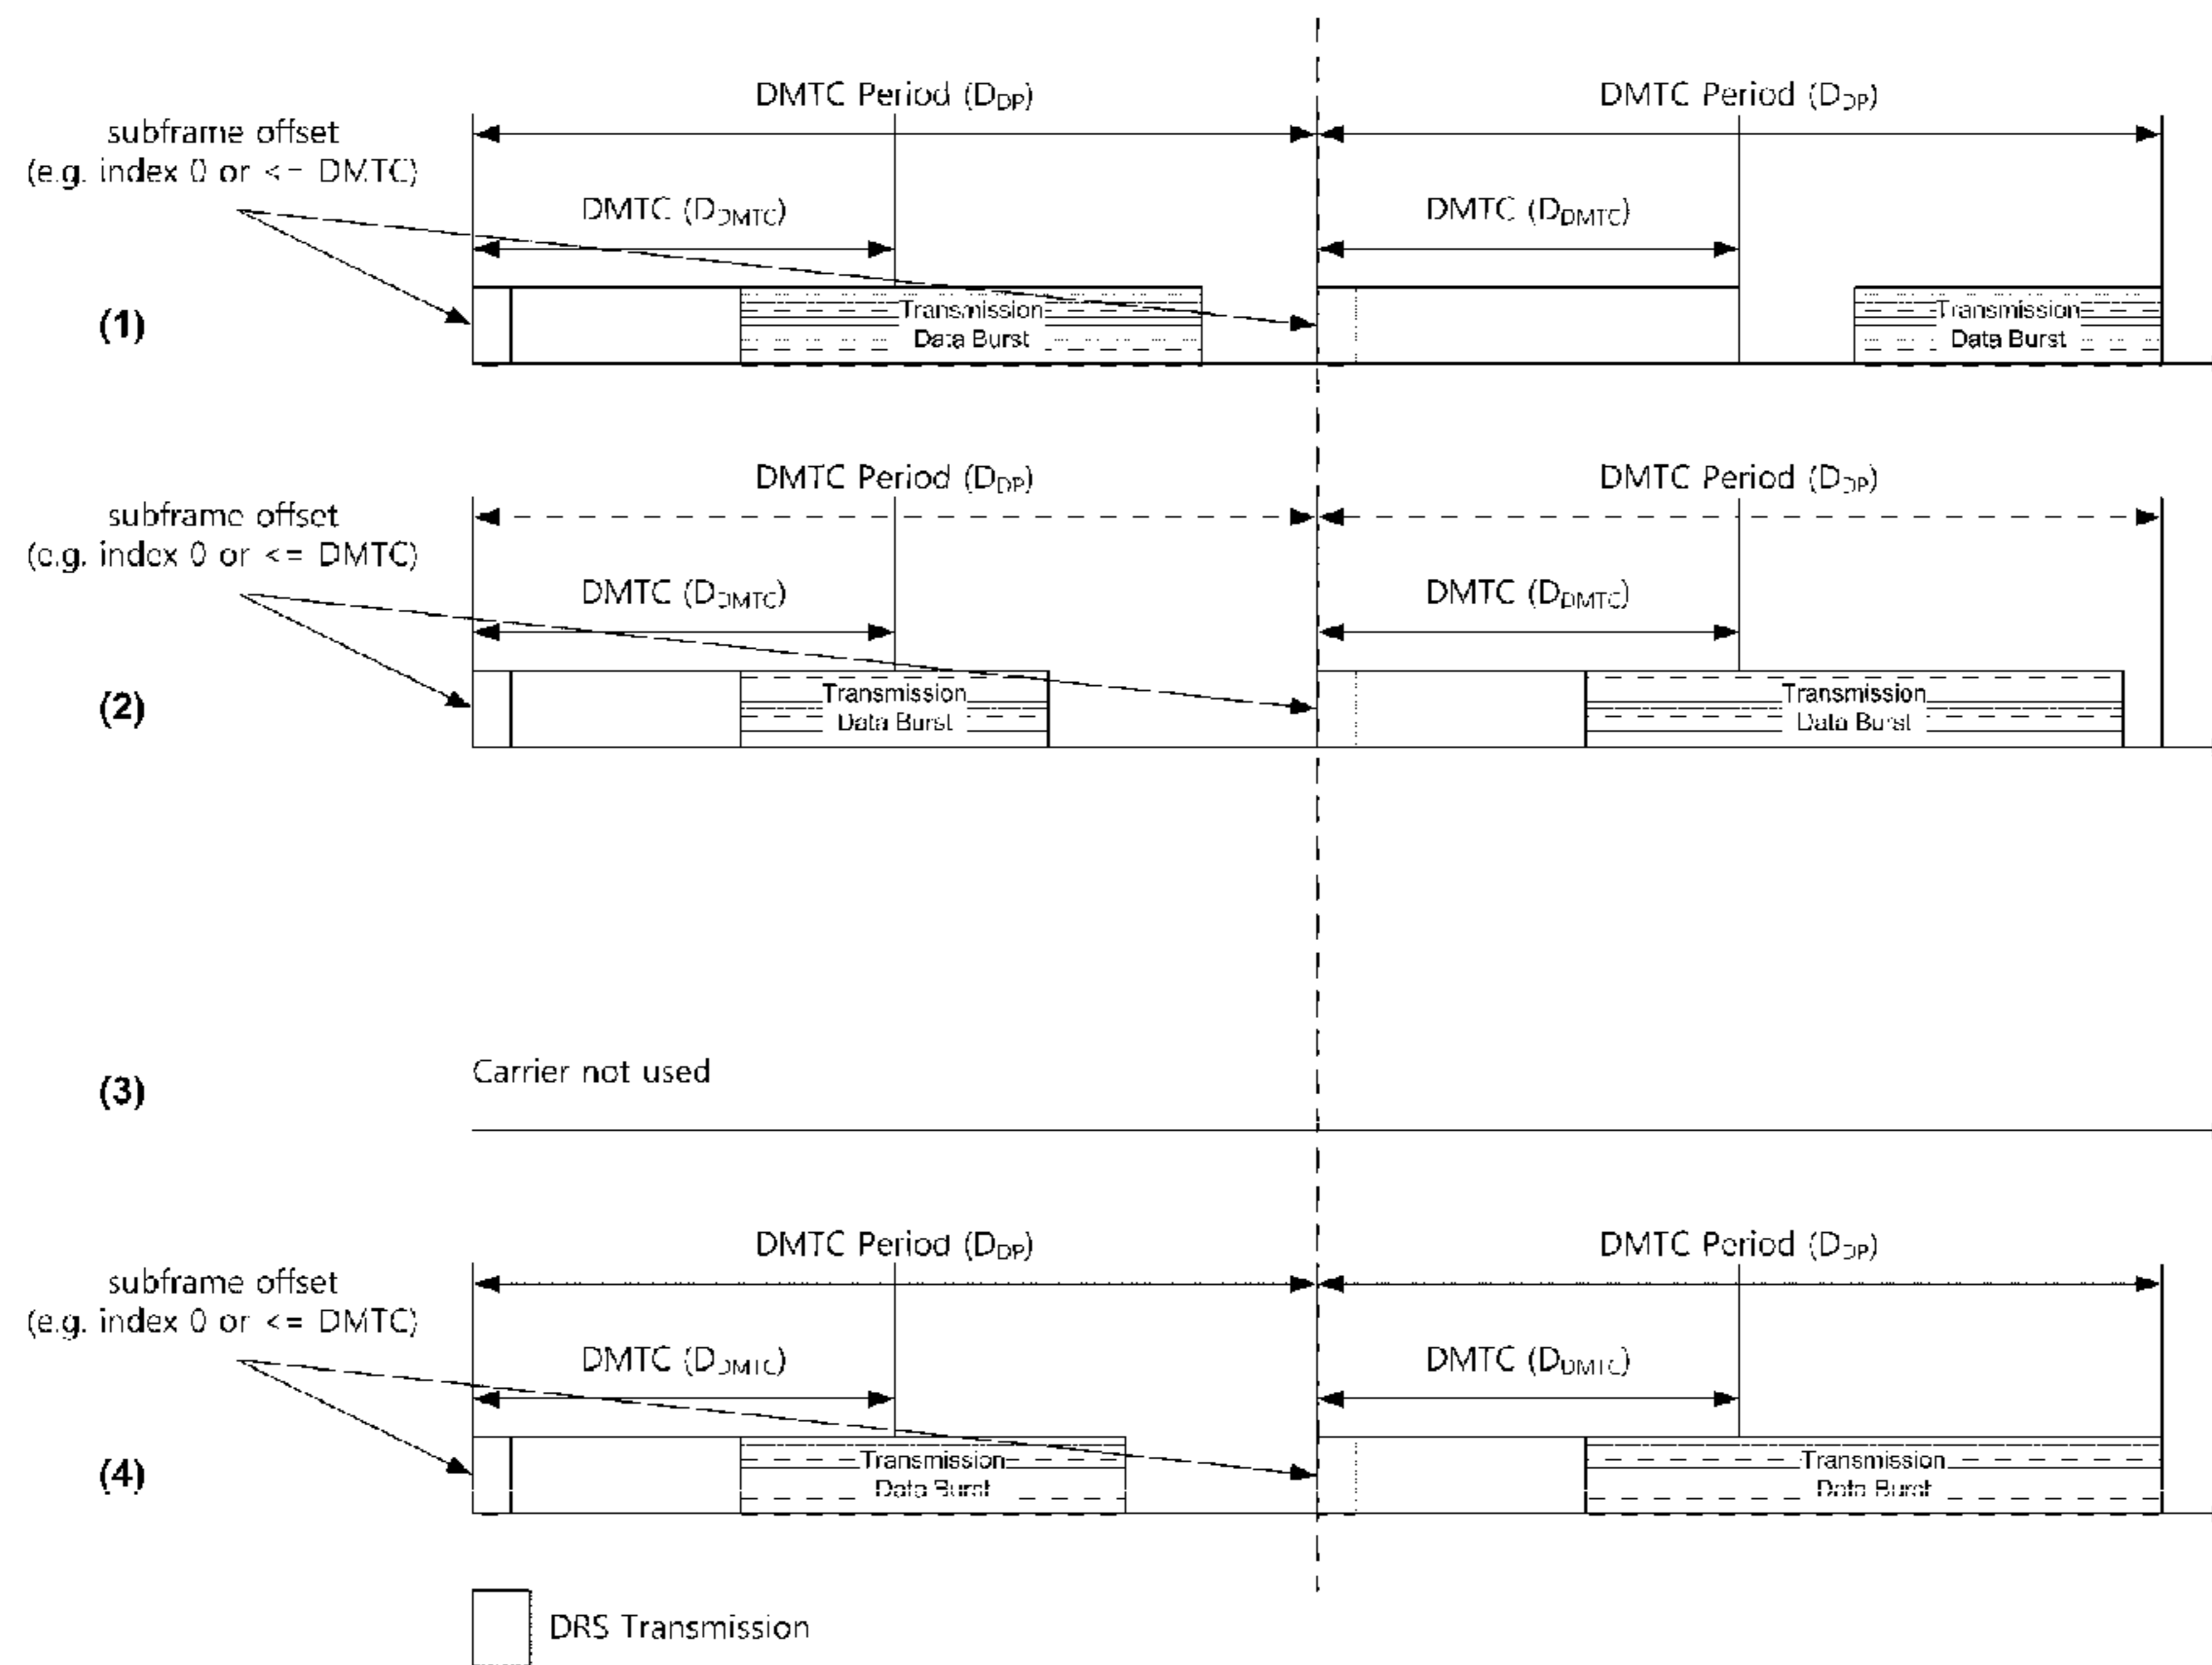 DMTC Period (DDP)
DMTC Period (DDP)
subframe offset
(e.g. index 0 or <= DMTC)
DMTC (DDMTC)
DMTC (DDMTC)
(1)
Transmission
Data Burst
Transmission
Data Burst
DMTC Period (DDP)
DMTC Period (DDP)
subframe offset
(e.g. index 0 or <= DMTC)
DMTC (DDMTC)
DMTC (DDMTC)
(2)
Transmission
Data Burst
Transmission
Data Burst
(3)
Carrier not used
DMTC Period (DDP)
DMTC Period (DDP)
subframe offset
(e.g. index 0 or <= DMTC)
DMTC (DDMTC)
DMTC (DDMTC)
(4)
Transmission
Data Burst
Transmission
Data Burst
DRS Transmission